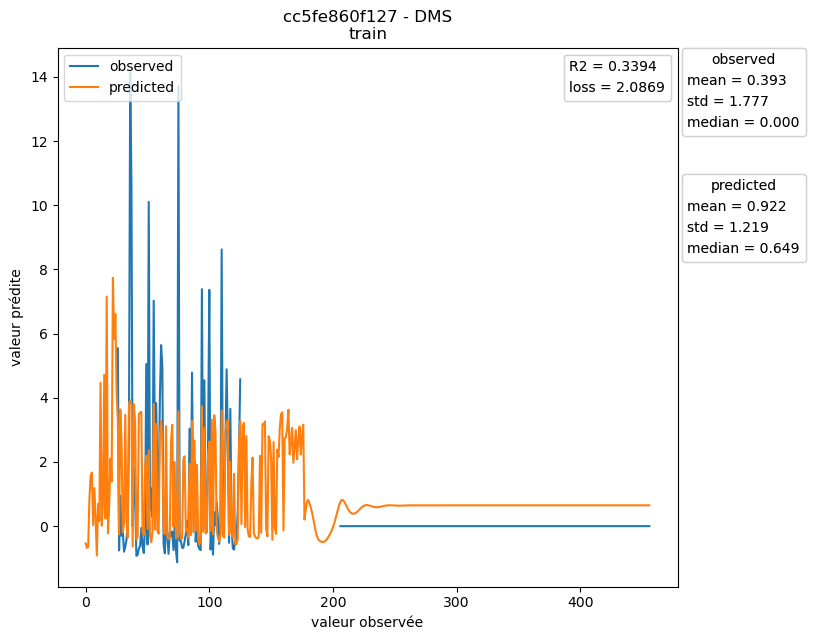 cc5fe860f127 - DMS
train
observed
predicted
R2 = 0.3394
loss = 2.0869
observed
mean = 0.393
std = 1.777
median = 0.000
predicted
mean = 0.922
std = 1.219
median = 0.649
valeur prédite
14
12
10
8
6
4
2
0
0 100 200 300 400
valeur observée